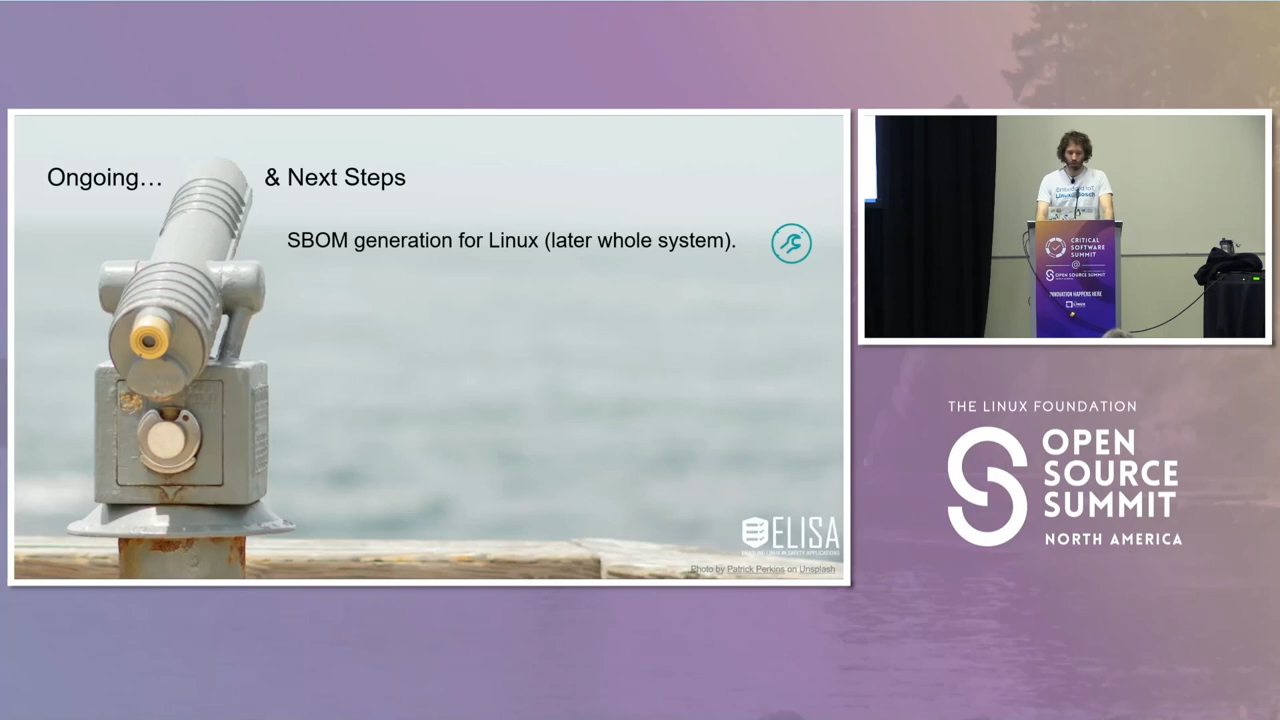 Ongoing… & Next Steps
SBOM generation for Linux (later whole system).
ELISA
Photo by Patrick Perkins on Unsplash
CRITICAL
SOFTWARE
SUMMIT
@
OPEN SOURCE SUMMIT
INNOVATION HAPPENS HERE
THE LINUX FOUNDATION
OPEN
SOURCE
SUMMIT
NORTH AMERICA